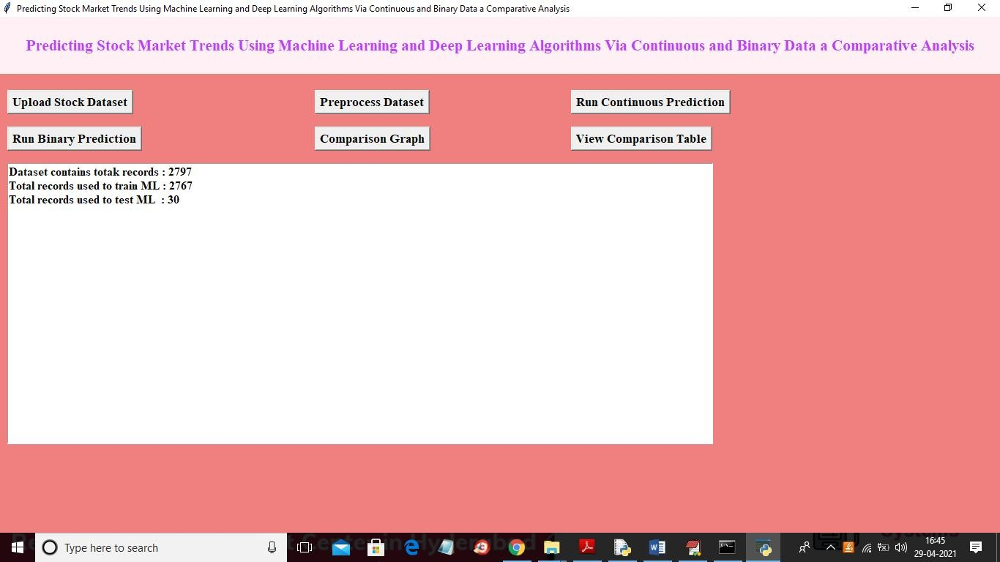 Predicting Stock Market Trends Using Machine Learning and Deep Learning Algorithms Via Continuous and Binary Data a Comparative Analysis
Predicting Stock Market Trends Using Machine Learning and Deep Learning Algorithms Via Continuous and Binary Data a Comparative Analysis
Upload Stock Dataset
Preprocess Dataset
Run Continuous Prediction
Run Binary Prediction
Comparison Graph
View Comparison Table
Dataset contains totak records : 2797
Total records used to train ML : 2767
Total records used to test ML  : 30
Type here to search
16:45
29-04-2021